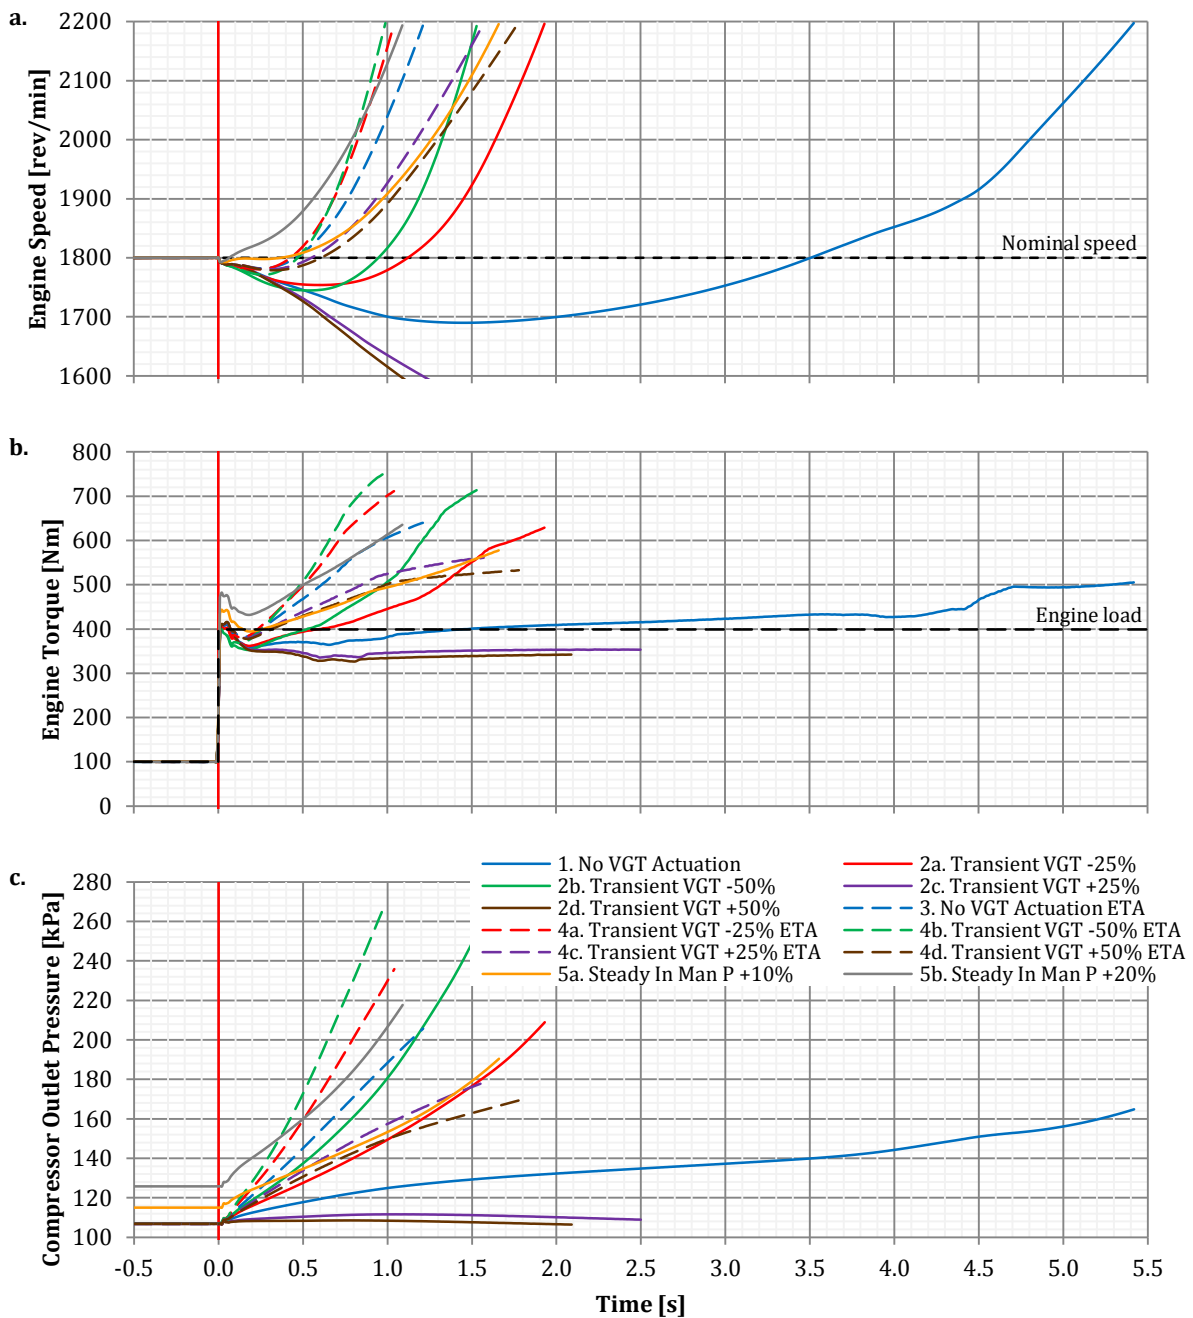 a.
Engine Speed [rev/min]
2200
2100
2000
1900
1800
1700
1600
Nominal speed
b.
Engine Torque [Nm]
800
700
600
500
400
300
200
100
0
Engine load
1. No VGT Actuation
2a. Transient VGT -25%
2b. Transient VGT -50%
2c. Transient VGT +25%
2d. Transient VGT +50%
3. No VGT Actuation ETA
4a. Transient VGT -25% ETA
4b. Transient VGT -50% ETA
4c. Transient VGT +25% ETA
4d. Transient VGT +50% ETA
5a. Steady In Man P +10%
5b. Steady In Man P +20%
c.
Compressor Outlet Pressure [kPa]
280
260
240
220
200
180
160
140
120
100
-0.5 0.0 0.5 1.0 1.5 2.0 2.5 3.0 3.5 4.0 4.5 5.0 5.5
Time [s]